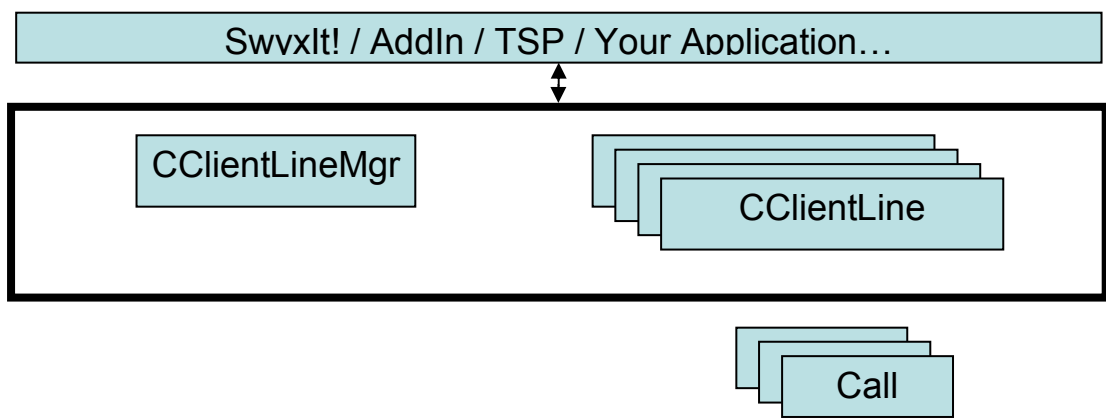 SwyxIt! / AddIn / TSP / Your Application…
CClientLineMgr
CClientLine
Call